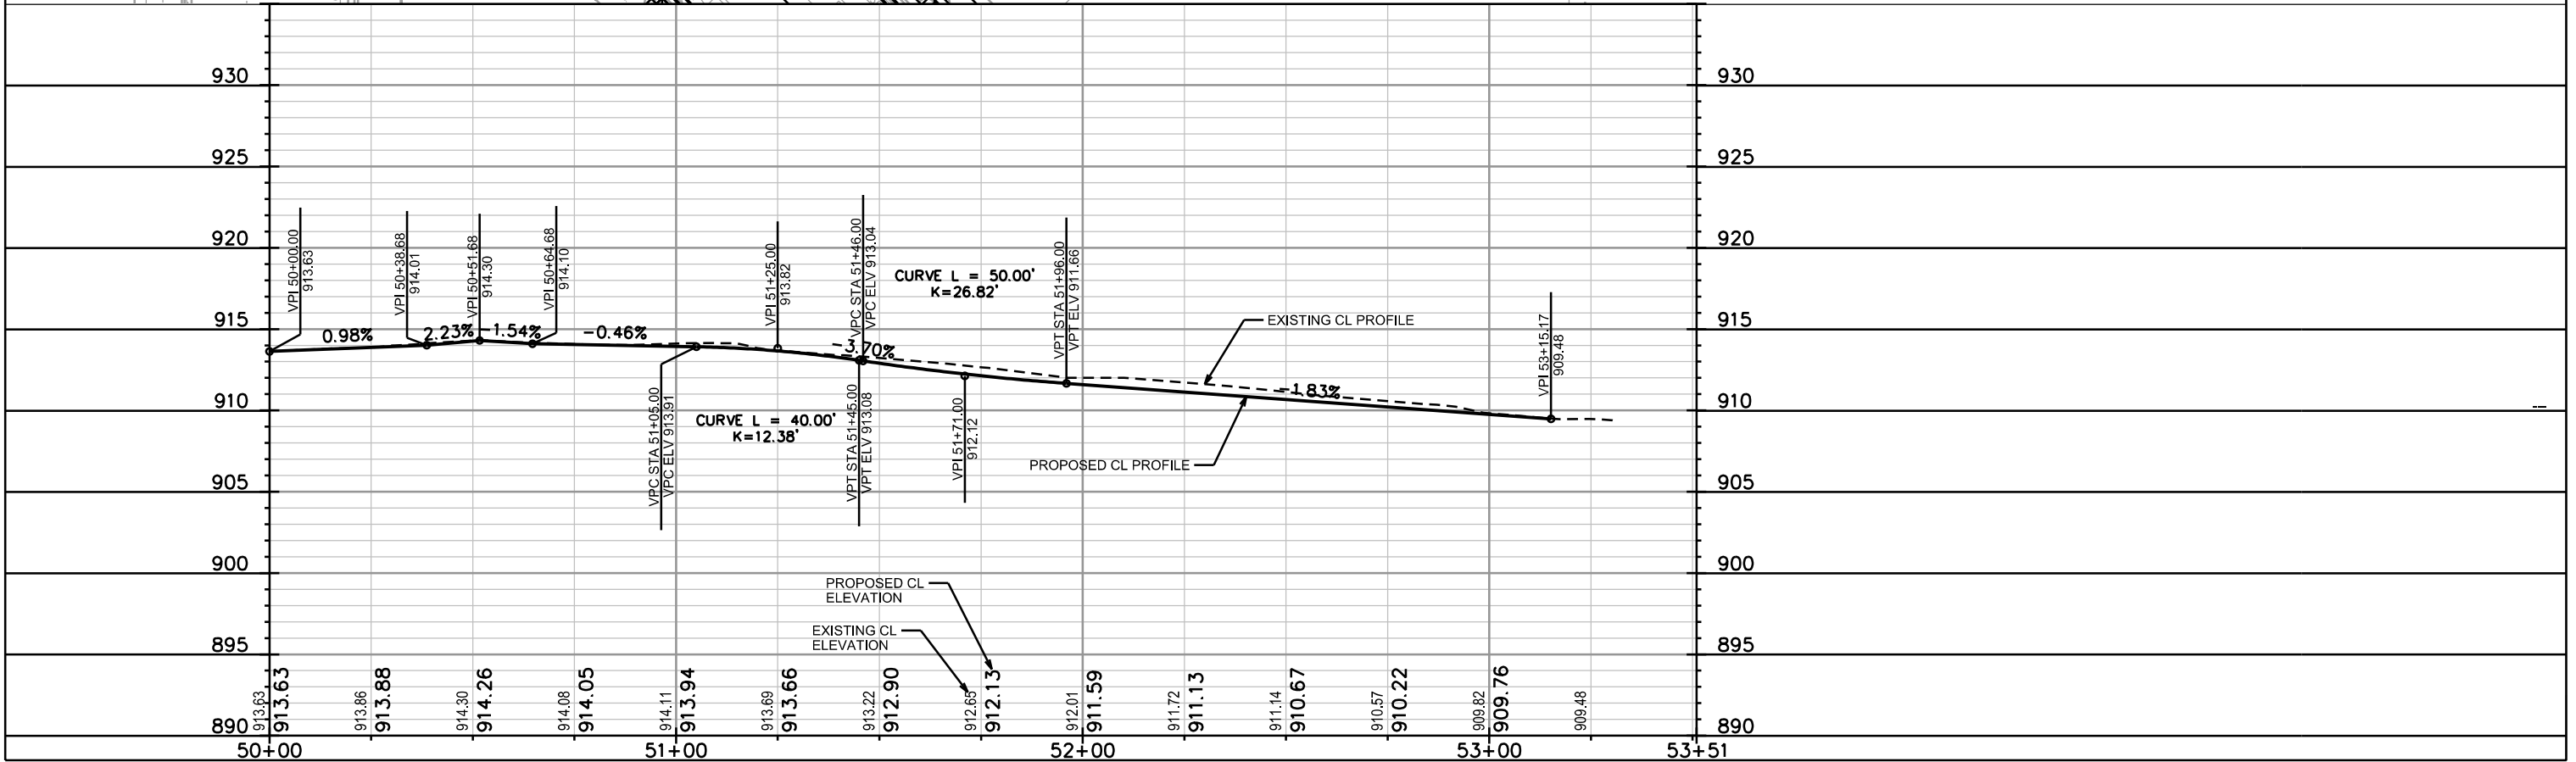 930
930
925
925
920
920
915
915
910
910
905
905
900
900
895
895
890
890
VPI 50+00.00
913.63
VPI 50+38.68
914.01
VPI 50+51.68
914.30
VPI 50+64.68
914.10
VPI 51+25.00
913.82
VPC STA 51+46.00
VPC ELV 913.04
CURVE L = 50.00'
K=26.82'
VPT STA 51+96.00
VPT ELV 911.66
VPI 53+15.17
909.48
0.98%
2.23%
-1.54%
-0.46%
-3.70%
-1.83%
EXISTING CL PROFILE
VPC STA 51+05.00
VPC ELV 913.91
CURVE L = 40.00'
K=12.38'
VPT STA 51+45.00
VPT ELV 913.08
VPI 51+71.00
912.12
PROPOSED CL PROFILE
PROPOSED CL
ELEVATION
EXISTING CL
ELEVATION
913.63
913.63
913.86
913.88
914.30
914.26
914.08
914.05
914.11
913.94
913.69
913.66
913.22
912.90
912.65
912.13
912.01
911.59
911.72
911.13
911.14
910.67
910.57
910.22
909.82
909.76
909.48
50+00
51+00
52+00
53+00
53+51